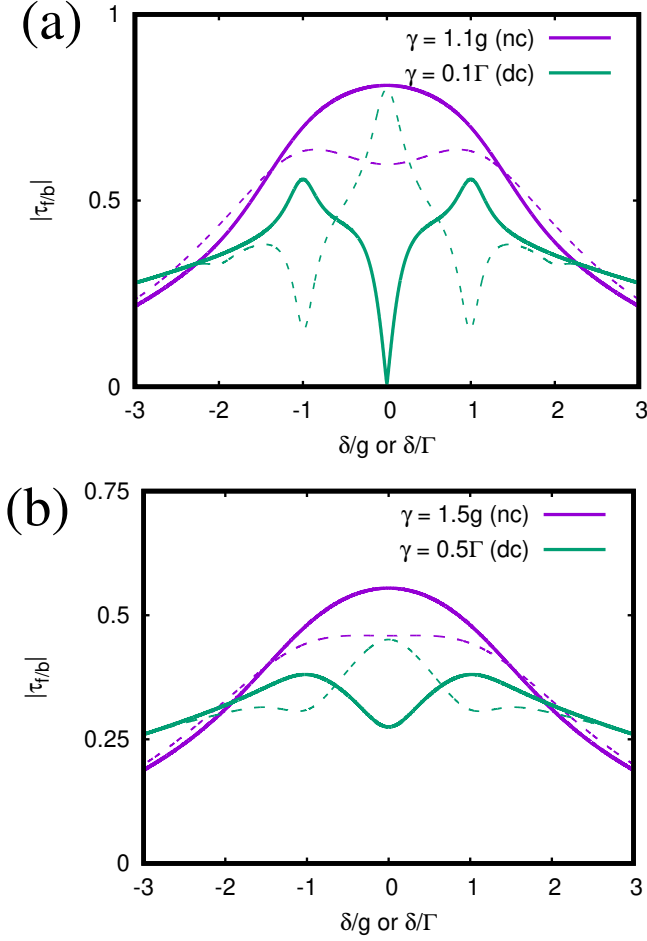 (a)
1
0.5
0
|τf/b|
γ = 1.1g (nc)
γ = 0.1Γ (dc)
-3 -2 -1 0 1 2 3
δ/g or δ/Γ
(b)
0.75
0.5
0.25
0
|τf/b|
γ = 1.5g (nc)
γ = 0.5Γ (dc)
-3 -2 -1 0 1 2 3
δ/g or δ/Γ